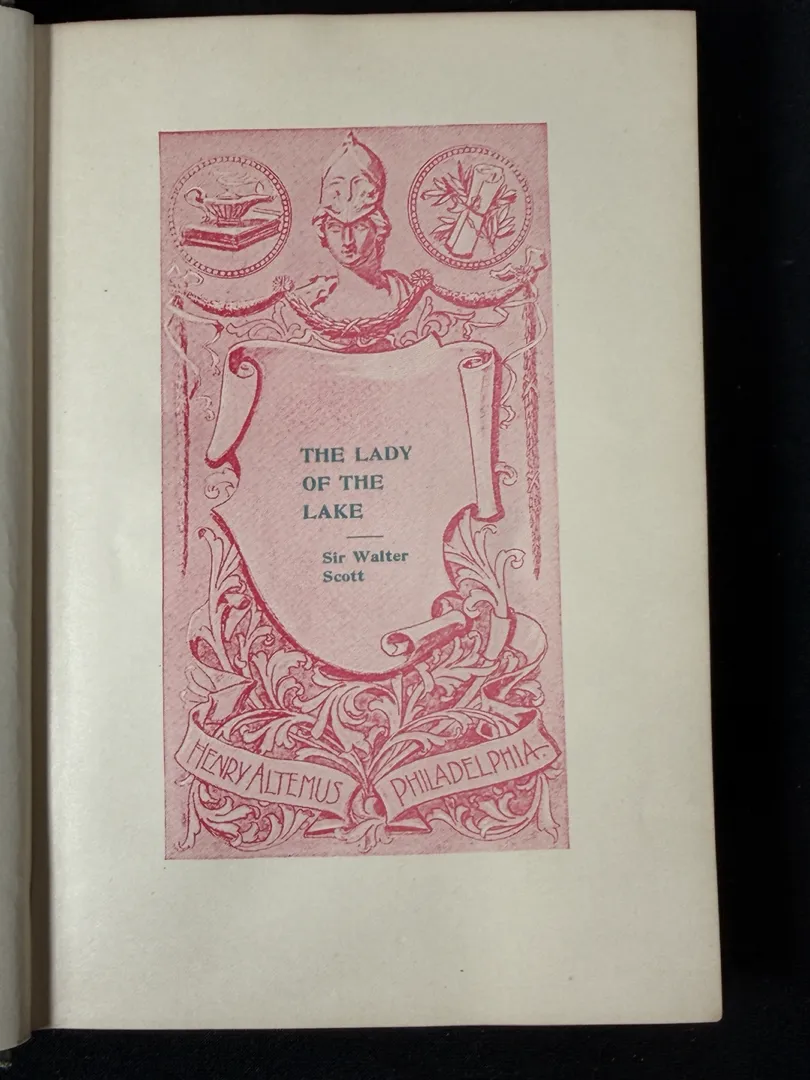 THE LADY
OF THE
LAKE
Sir Walter
Scott
HENRY ALTEMUS PHILADELPHIA.